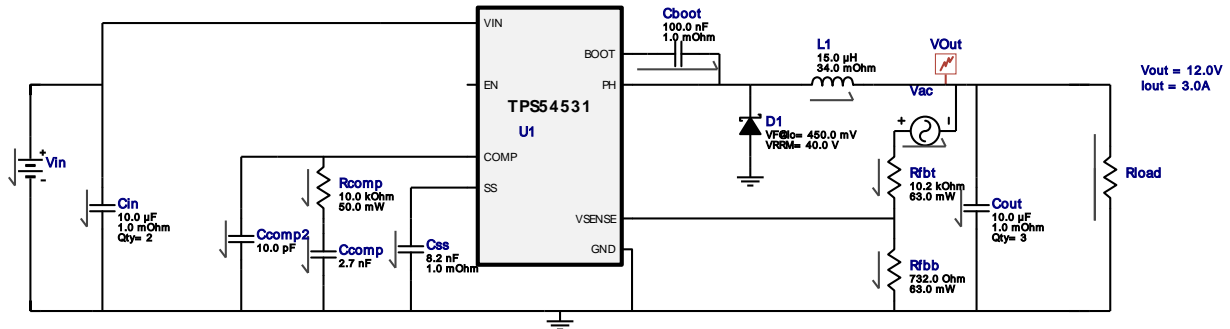 Vin
Cin
10.0 µF
1.0 mOhm
Qty= 2
Ccomp2
10.0 pF
Rcomp
10.0 kOhm
50.0 mW
Ccomp
2.7 nF
Css
8.2 nF
1.0 mOhm
VIN
BOOT
EN
PH
TPS54531
U1
COMP
SS
VSENSE
GND
Cboot
100.0 nF
1.0 mOhm
D1
VRRM= 40.0 V
L1
15.0 µH
34.0 mOhm
VOut
Vac
+
Rfbt
10.2 kOhm
63.0 mW
Rfbb
732.0 Ohm
63.0 mW
Cout
10.0 µF
1.0 mOhm
Qty= 3
Rload
Vout = 12.0V
Iout = 3.0A